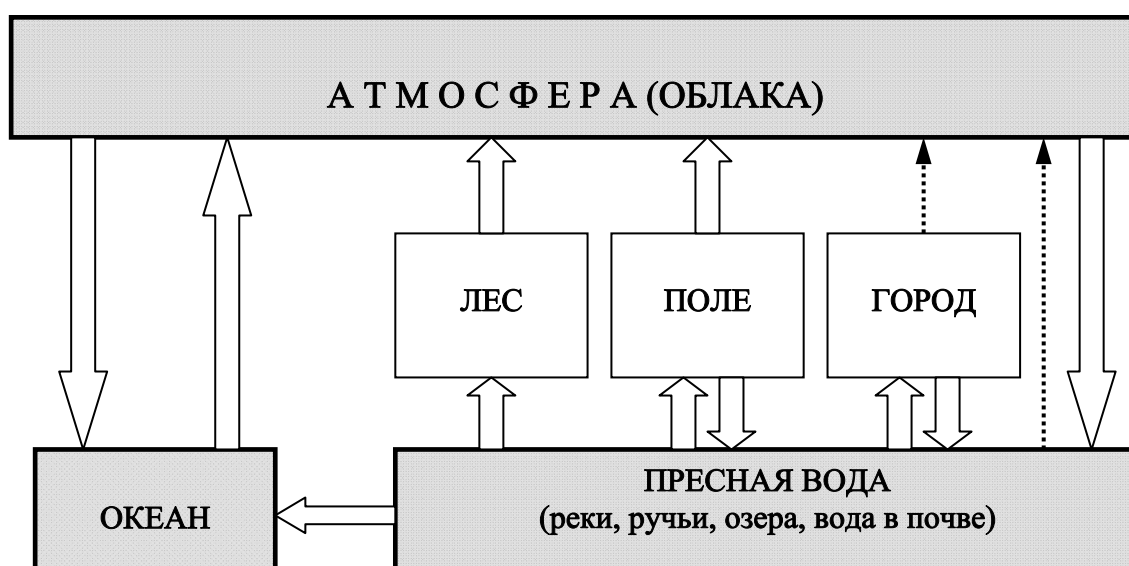 А Т М О С Ф Е Р А (ОБЛАКА)
ЛЕС
ПОЛЕ
ГОРОД
ОКЕАН
ПРЕСНАЯ ВОДА
(реки, ручьи, озера, вода в почве)